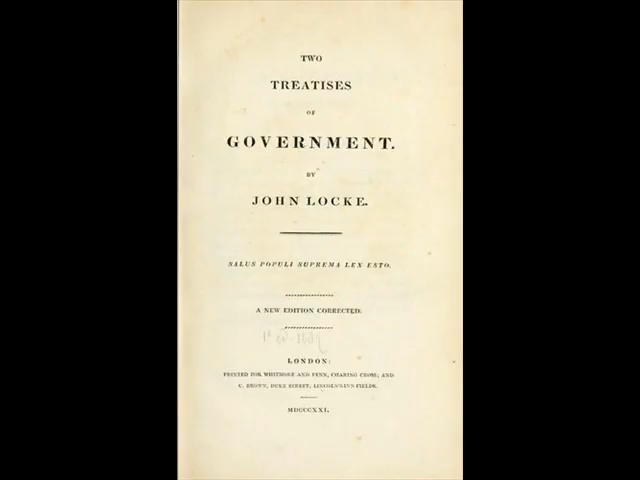 TWO
TREATISES
OF
GOVERNMENT.
BY
JOHN LOCKE.
SALUS POPULI SUPREMA LEX ESTO.
A NEW EDITION CORRECTED.
LONDON:
PRINTED FOR WHITMORE AND FENN, CHARING CROSS; AND
C. BROWN, DUKE STREET, LINCOLN'S-INN-FIELDS.
MDCCCXXI.